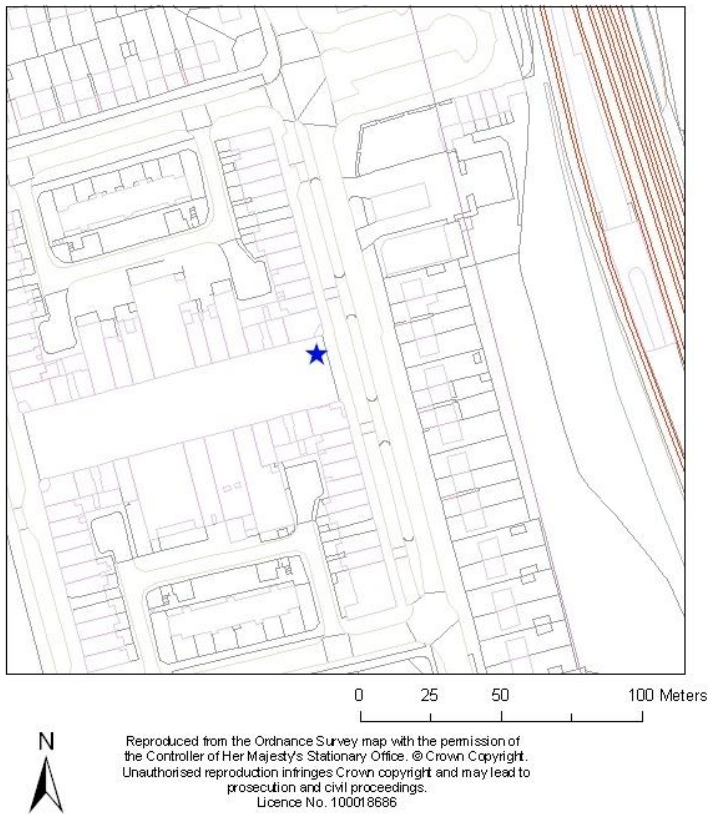 0 25 50 100 Meters
N
Reproduced from the Ordnance Survey map with the permission of
the Controller of Her Majesty's Stationary Office. © Crown Copyright.
Unauthorised reproduction infringes Crown copyright and may lead to
prosecution and civil proceedings.
Licence No. 100018686